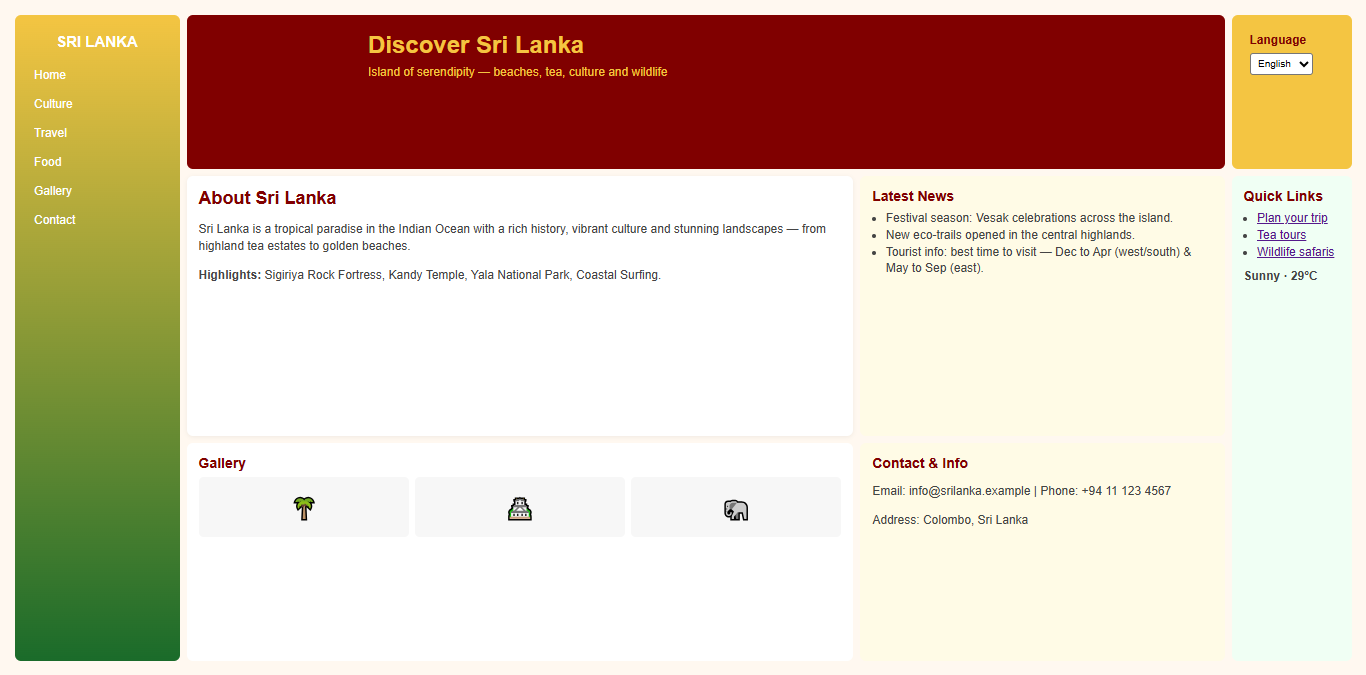 SRI LANKA
Home
Culture
Travel
Food
Gallery
Contact
Discover Sri Lanka
Island of serendipity — beaches, tea, culture and wildlife
Language
English
About Sri Lanka
Sri Lanka is a tropical paradise in the Indian Ocean with a rich history, vibrant culture and stunning landscapes — from
highland tea estates to golden beaches.
Highlights: Sigiriya Rock Fortress, Kandy Temple, Yala National Park, Coastal Surfing.
Latest News
• Festival season: Vesak celebrations across the island.
• New eco-trails opened in the central highlands.
• Tourist info: best time to visit — Dec to Apr (west/south) &
May to Sep (east).
Quick Links
• Plan your trip
• Tea tours
• Wildlife safaris
Sunny · 29°C
Gallery
Contact & Info
Email: info@srilanka.example | Phone: +94 11 123 4567
Address: Colombo, Sri Lanka